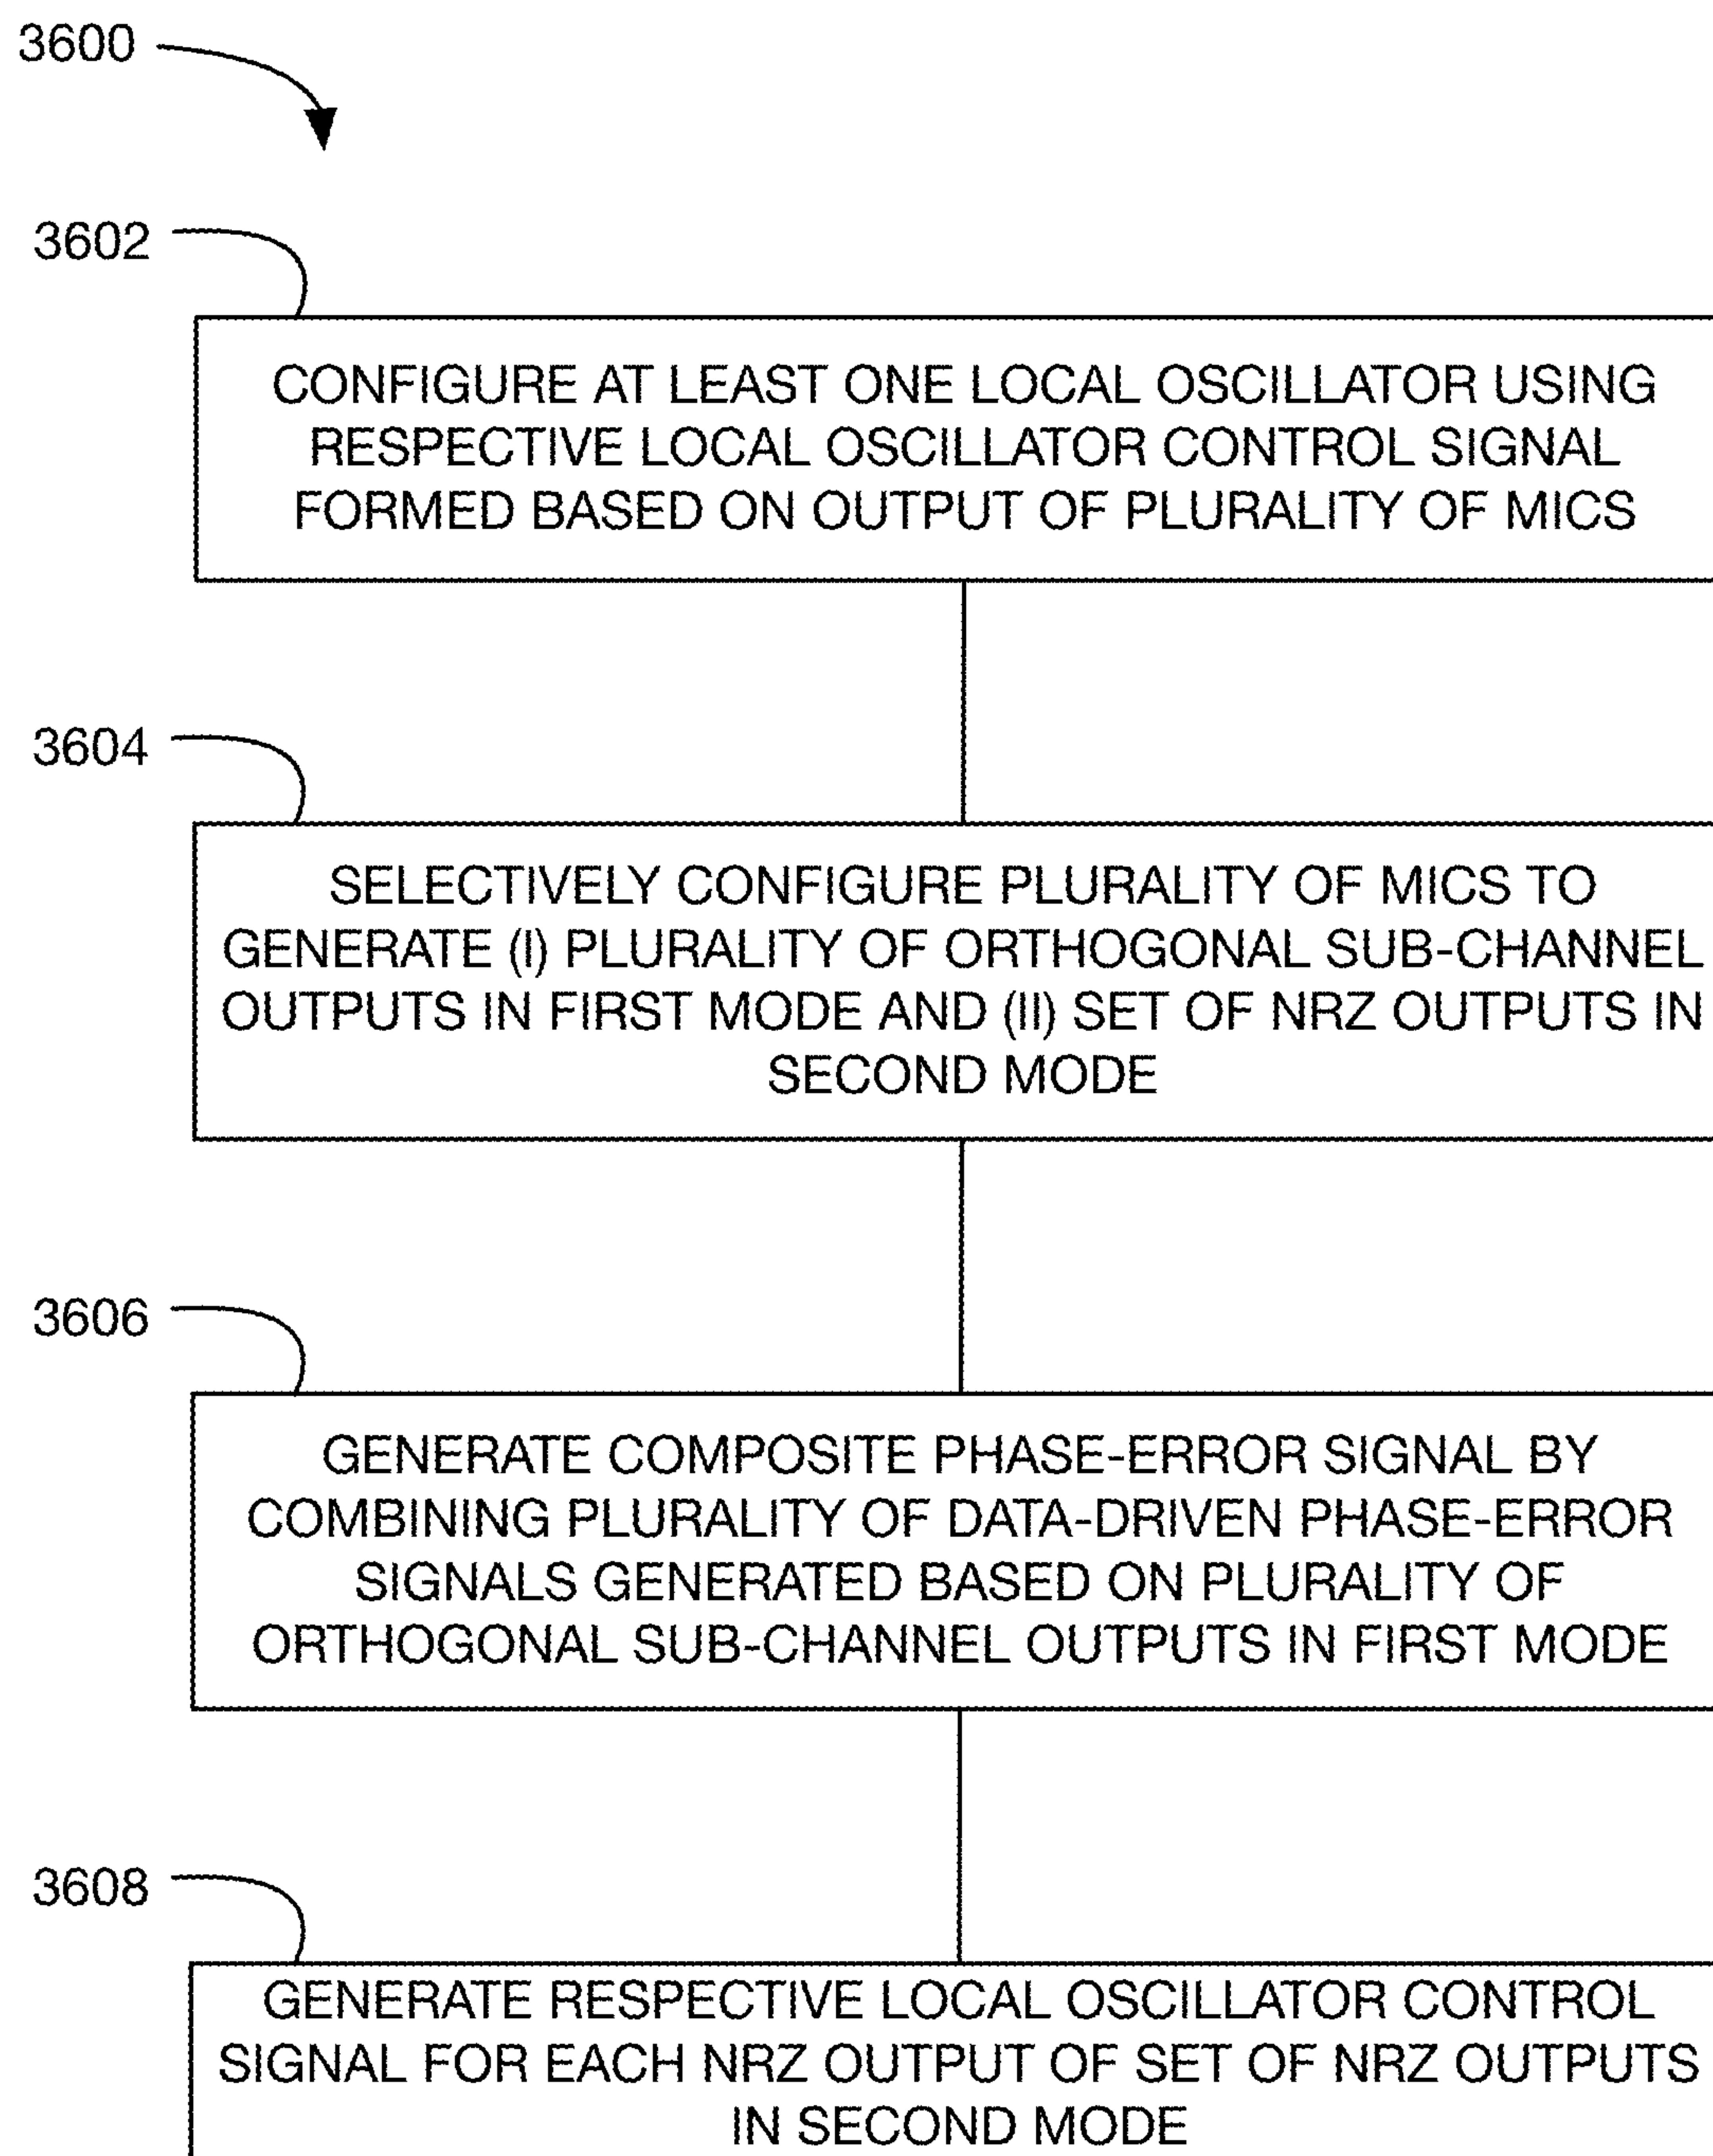 3600
3602
CONFIGURE AT LEAST ONE LOCAL OSCILLATOR USING
RESPECTIVE LOCAL OSCILLATOR CONTROL SIGNAL
FORMED BASED ON OUTPUT OF PLURALITY OF MICS
3604
SELECTIVELY CONFIGURE PLURALITY OF MICS TO
GENERATE (I) PLURALITY OF ORTHOGONAL SUB-CHANNEL
OUTPUTS IN FIRST MODE AND (II) SET OF NRZ OUTPUTS IN
SECOND MODE
3606
GENERATE COMPOSITE PHASE-ERROR SIGNAL BY
COMBINING PLURALITY OF DATA-DRIVEN PHASE-ERROR
SIGNALS GENERATED BASED ON PLURALITY OF
ORTHOGONAL SUB-CHANNEL OUTPUTS IN FIRST MODE
3608
GENERATE RESPECTIVE LOCAL OSCILLATOR CONTROL
SIGNAL FOR EACH NRZ OUTPUT OF SET OF NRZ OUTPUTS
IN SECOND MODE